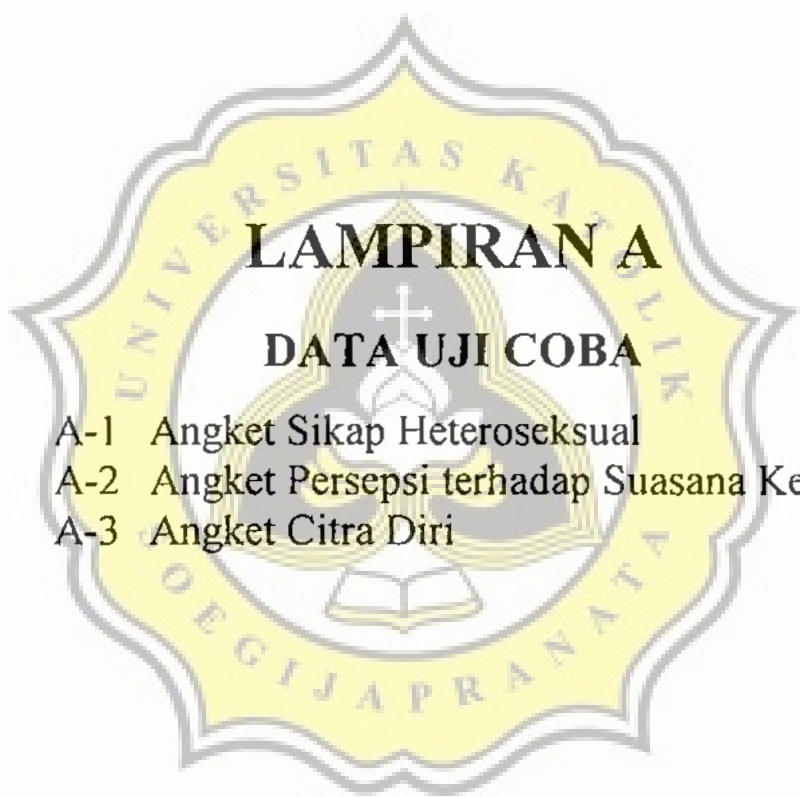 LAMPIRAN A
DATA UJI COBA
A-1 Angket Sikap Heteroseksual
A-2 Angket Persepsi terhadap Suasana Ke
A-3 Angket Citra Diri
UNIVERSITAS KATOLIK
SOEGIJAPRANATA